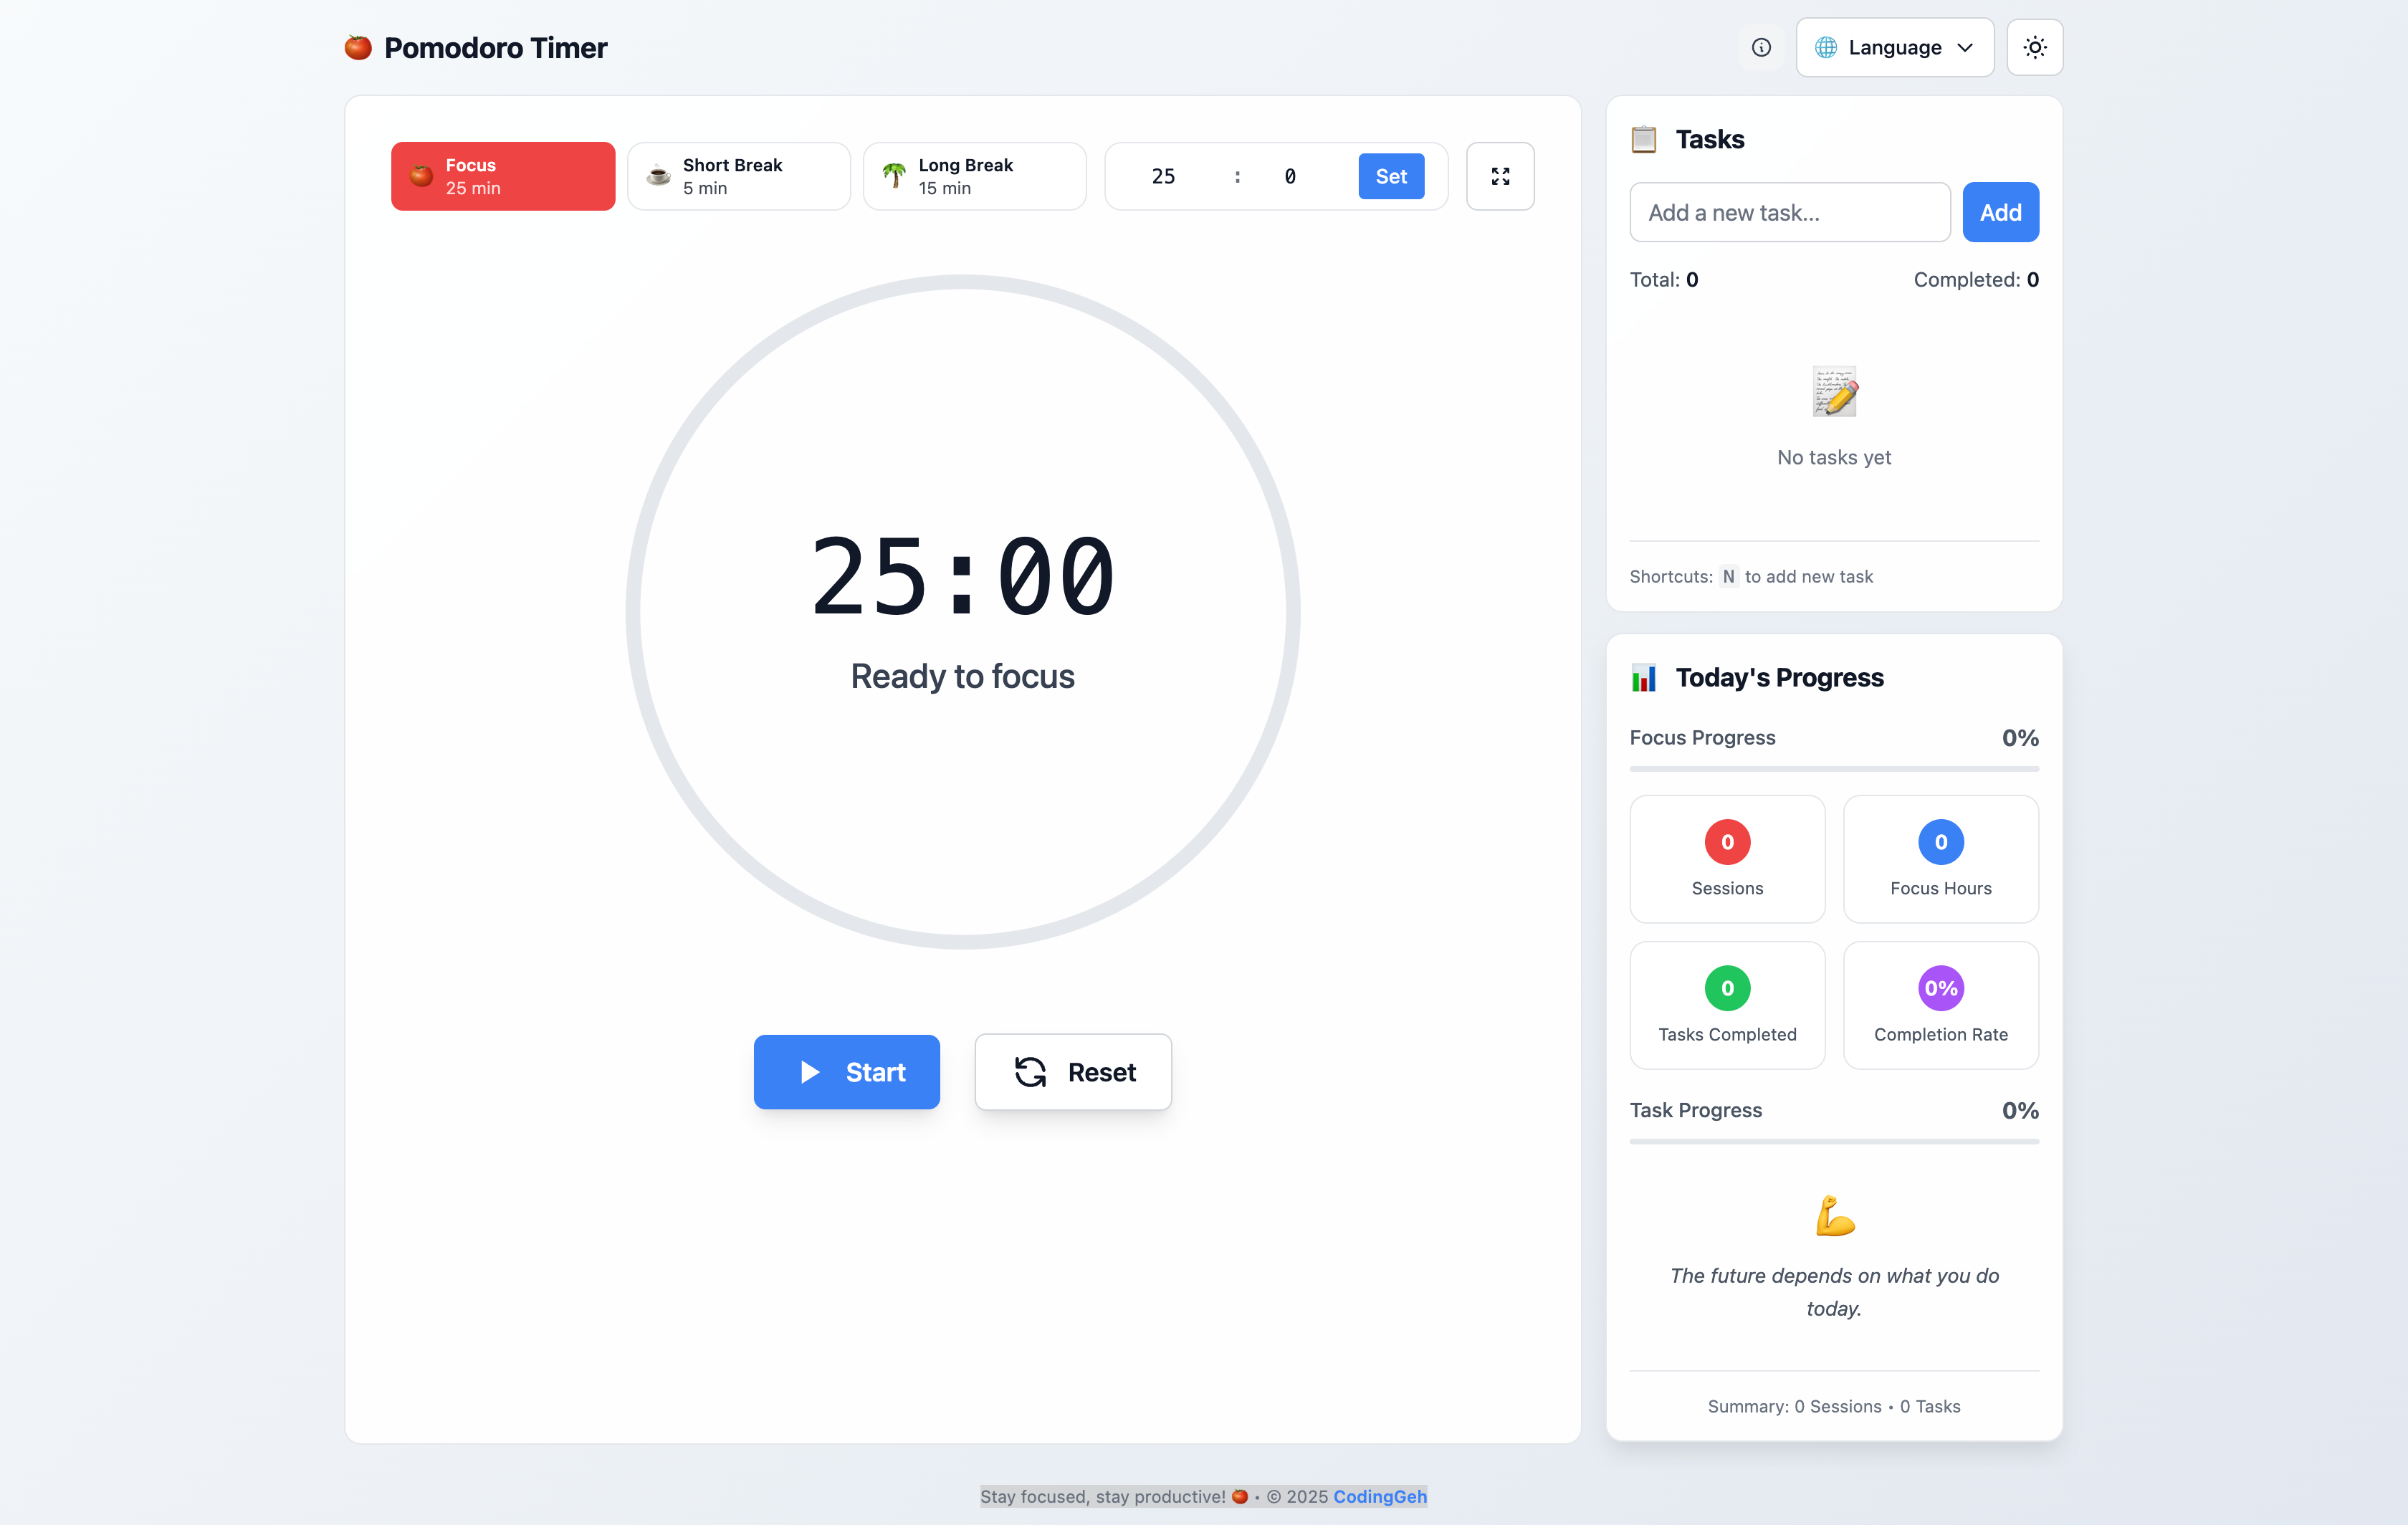 Pomodoro Timer
Language
Focus
25 min
Short Break
5 min
Long Break
15 min
25 : 0
Set
25:00
Ready to focus
Start
Reset
Tasks
Add a new task...
Add
Total: 0
Completed: 0
No tasks yet
Shortcuts: N to add new task
Today's Progress
Focus Progress
0%
0
Sessions
0
Focus Hours
0
Tasks Completed
0%
Completion Rate
Task Progress
0%
The future depends on what you do
today.
Summary: 0 Sessions • 0 Tasks
Stay focused, stay productive! 🍅 • © 2025 CodingGeh